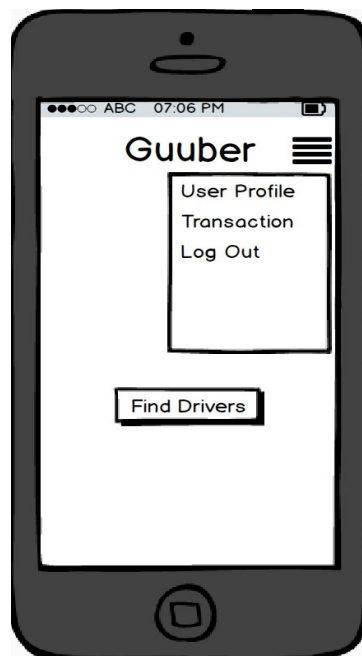 ABC 07:06 PM
Guuber
User Profile
Transaction
Log Out
Find Drivers